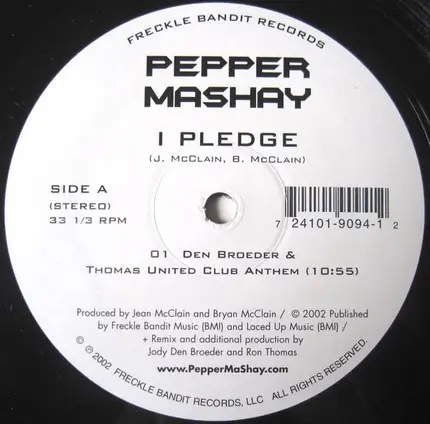 FRECKLE BANDIT RECORDS
PEPPER
MASHAY
I PLEDGE
(J. McClain, B. McClain)
SIDE A
(STEREO)
33 1/3 RPM
7 24101-9094-1 2
01 Den Broeder &
Thomas United Club Anthem (10:55)
Produced by Jean McClain and Bryan McClain / © 2002 Published
by Freckle Bandit Music (BMI) and Laced Up Music (BMI) /
+ Remix and additional production by
Jody Den Broeder and Ron Thomas
www.PepperMaShay.com
© ℗ 2002 FRECKLE BANDIT RECORDS, LLC ALL RIGHTS RESERVED.